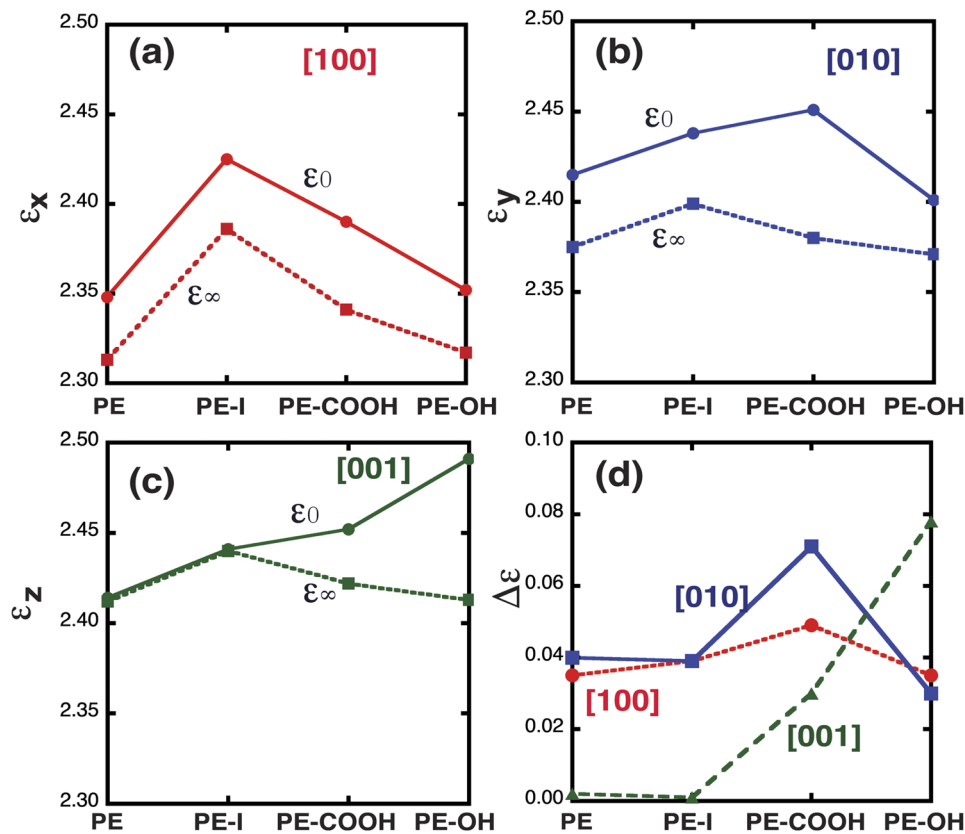 (a)
[100]
εx
2.50
2.45
2.40
2.35
2.30
ε0
ε∞
PE
PE-I
PE-COOH
PE-OH
(b)
[010]
εy
2.50
2.45
2.40
2.35
2.30
ε0
ε∞
PE
PE-I
PE-COOH
PE-OH
(c)
[001]
εz
2.50
2.45
2.40
2.35
2.30
ε0
ε∞
PE
PE-I
PE-COOH
PE-OH
(d)
Δε
0.10
0.08
0.06
0.04
0.02
0.00
[010]
[100]
[001]
PE
PE-I
PE-COOH
PE-OH